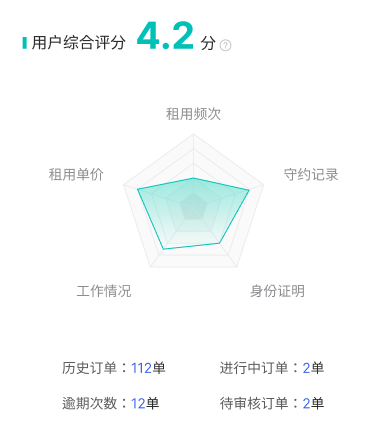 用户综合评分 4.2 分 ?
租用频次
租用单价 守约记录
工作情况 身份证明
历史订单：112单 进行中订单：2单
逾期次数：12单 待审核订单：2单